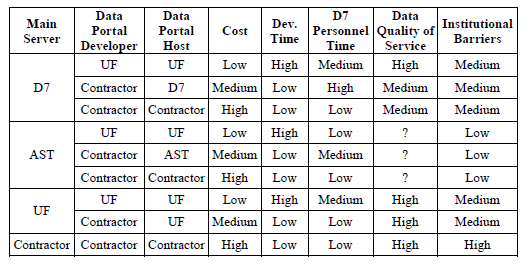 Main Server | Data Portal Developer | Data Portal Host | Cost | Dev. Time | D7 Personnel Time | Data Quality of Service | Institutional Barriers
D7 | UF | UF | Low | High | Medium | High | Medium
Contractor | D7 | Medium | Low | High | Medium | Medium
Contractor | Contractor | High | Low | Low | Medium | Medium
AST | UF | UF | Low | High | Low | ? | Low
Contractor | AST | Medium | Low | Medium | ? | Low
Contractor | Contractor | High | Low | Low | ? | Low
UF | UF | UF | Low | High | Medium | High | Medium
Contractor | UF | Medium | Low | Low | High | Medium
Contractor | Contractor | Contractor | High | Low | Low | High | High